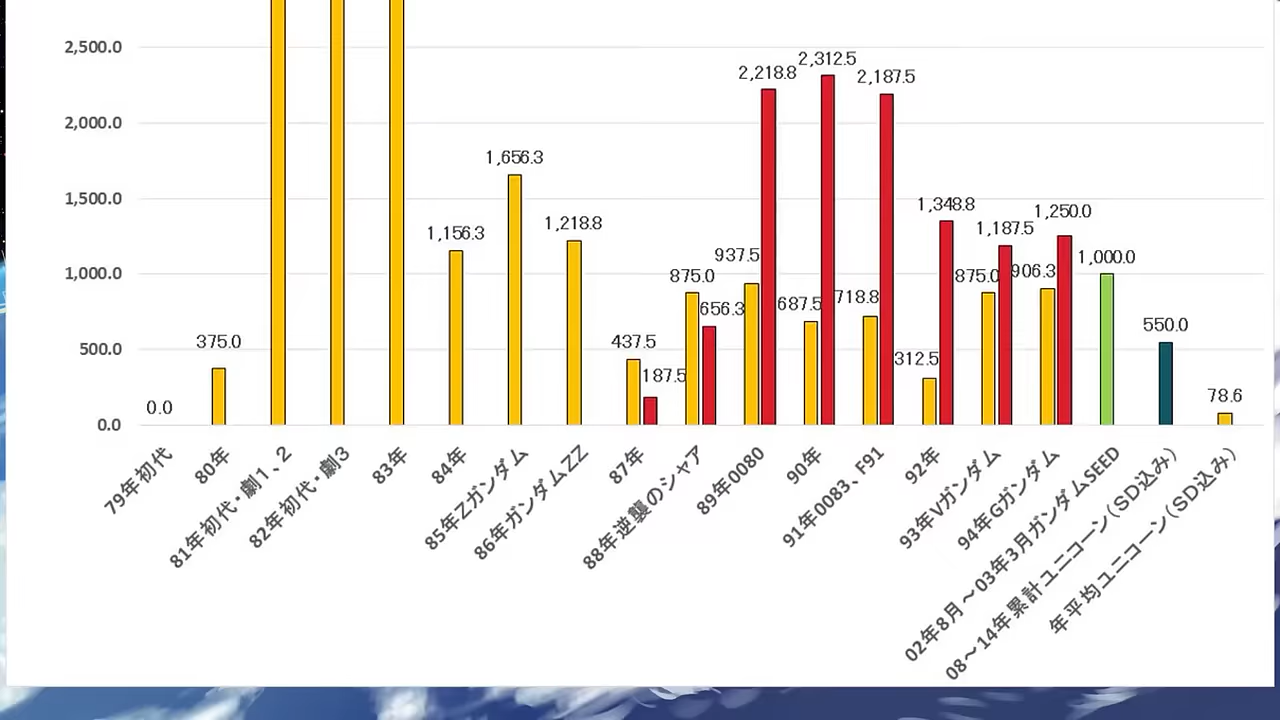 2,500.0
2,000.0
1,500.0
1,000.0
500.0
0.0
0.0
375.0
1,156.3
1,656.3
1,218.8
437.5
187.5
875.0
656.3
937.5
2,218.8
687.5
2,312.5
718.8
2,187.5
312.5
1,348.8
875.0
1,187.5
906.3
1,250.0
1,000.0
550.0
78.6
79年初代
80年
81年初代・劇1、2
82年初代・劇3
83年
84年
85年Zガンダム
86年ガンダムZZ
87年
88年逆襲のシャア
89年0080
90年
91年0083、F91
92年
93年Vガンダム
94年Gガンダム
02年8月〜03年3月ガンダムSEED
08〜14年累計ユニコーン(SD込み)
年平均ユニコーン(SD込み)